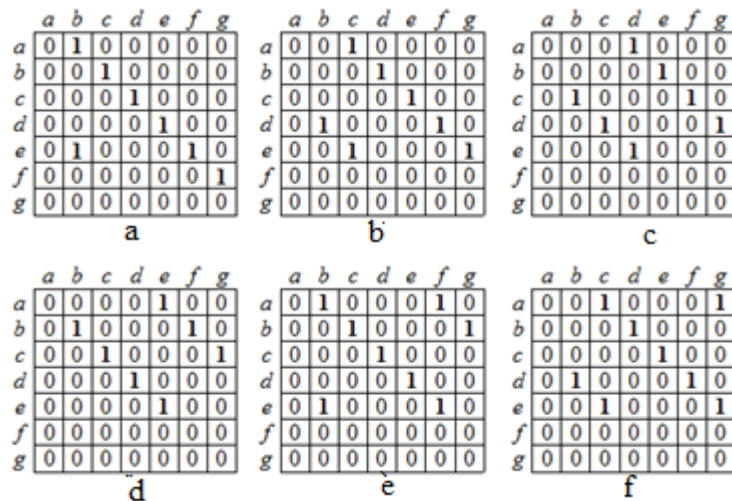 a b c d e f g a b c d e f g a b c d e f g
a 0 1 0 0 0 0 0 a 0 0 1 0 0 0 0 a 0 0 0 1 0 0 0
b 0 0 1 0 0 0 0 b 0 0 0 1 0 0 0 b 0 0 0 0 1 0 0
c 0 0 0 1 0 0 0 c 0 0 0 0 1 0 0 c 0 1 0 0 0 1 0
d 0 0 0 0 1 0 0 d 0 1 0 0 0 1 0 d 0 0 1 0 0 0 1
e 0 1 0 0 0 1 0 e 0 0 1 0 0 0 1 e 0 0 0 1 0 0 0
f 0 0 0 0 0 0 1 f 0 0 0 0 0 0 0 f 0 0 0 0 0 0 0
g 0 0 0 0 0 0 0 g 0 0 0 0 0 0 0 g 0 0 0 0 0 0 0
a b c
a b c d e f g a b c d e f g a b c d e f g
a 0 0 0 0 1 0 0 a 0 1 0 0 0 1 0 a 0 0 1 0 0 0 1
b 0 1 0 0 0 1 0 b 0 0 1 0 0 0 1 b 0 0 0 1 0 0 0
c 0 0 1 0 0 0 1 c 0 0 0 1 0 0 0 c 0 0 0 0 1 0 0
d 0 0 0 1 0 0 0 d 0 0 0 0 1 0 0 d 0 1 0 0 0 1 0
e 0 0 0 0 1 0 0 e 0 1 0 0 0 1 0 e 0 0 1 0 0 0 1
f 0 0 0 0 0 0 0 f 0 0 0 0 0 0 0 f 0 0 0 0 0 0 0
g 0 0 0 0 0 0 0 g 0 0 0 0 0 0 0 g 0 0 0 0 0 0 0
d e f